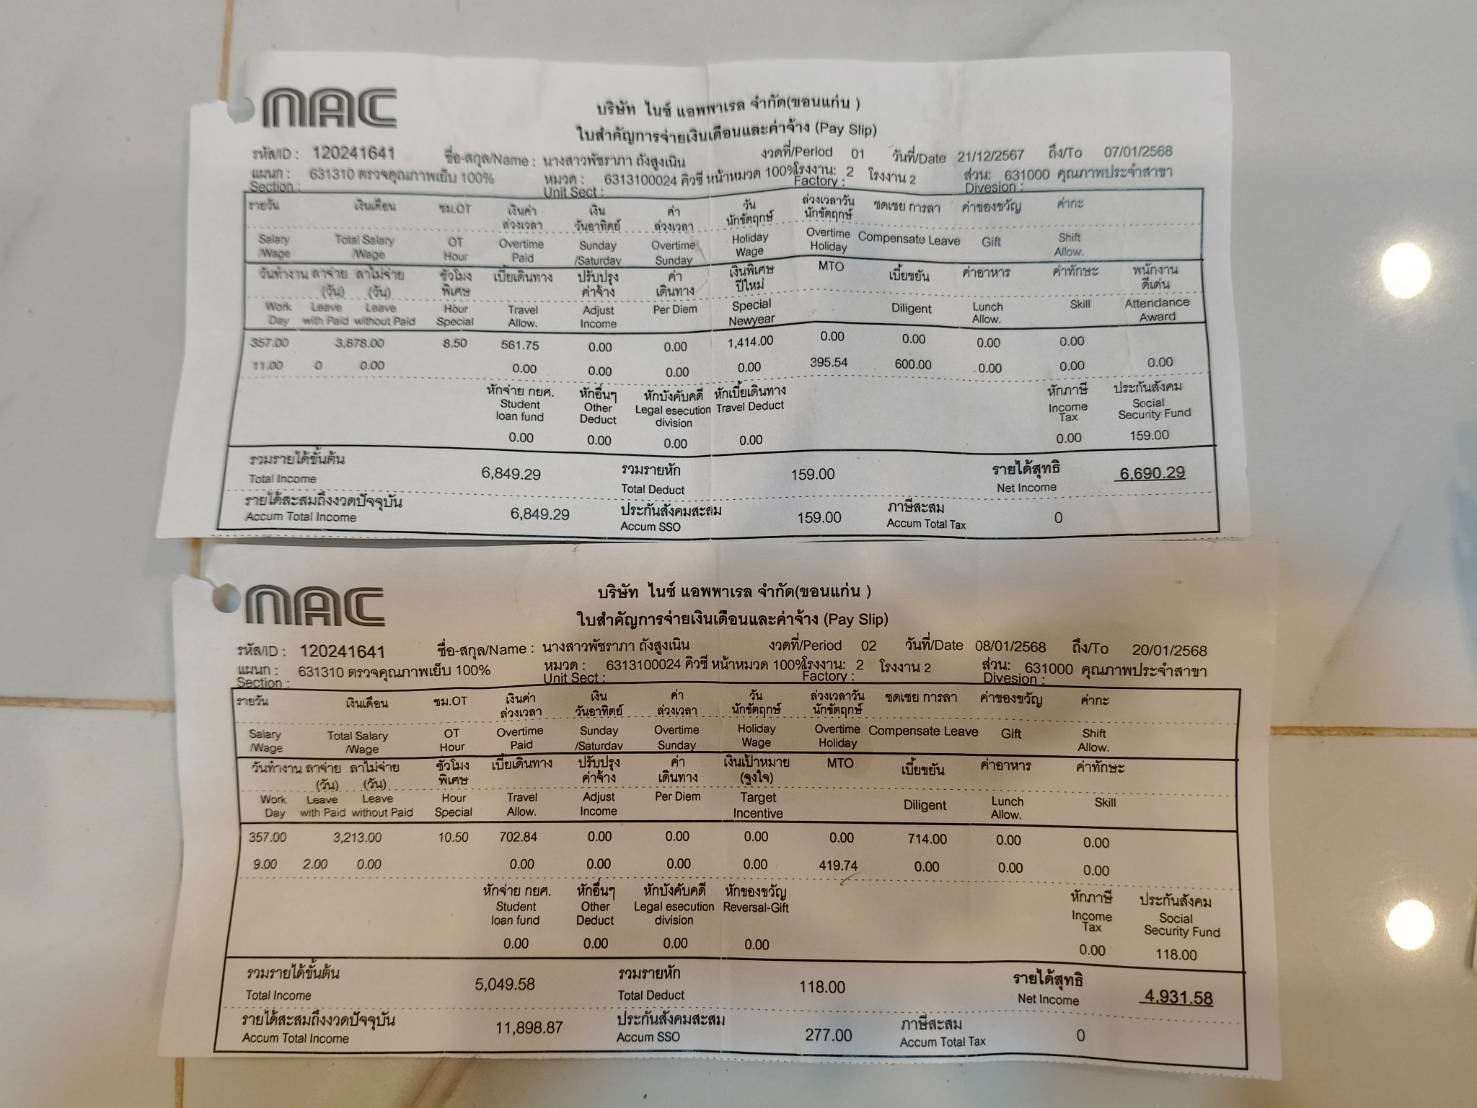 NAC
บริษัท ไนซ์ แอพพาเรล จำกัด(ขอนแก่น )
ใบสำคัญการจ่ายเงินเดือนและค่าจ้าง (Pay Slip)
รหัส/ID : 120241641 ชื่อ-สกุล/Name : นางสาวพัชราภา ถังสูงเนิน งวดที่/Period 01 วันที่/Date 21/12/2567 ถึง/To 07/01/2568
แผนก : 631310 ตรวจคุณภาพเย็บ 100% หมวด : 6313100024 คิวซี หน้าหมวด 100% โรงงาน: 2 โรงงาน 2 ส่วน: 631000 คุณภาพประจำสาขา
Section : Unit Sect : Factory : Divesion :
รายวัน เงินเดือน ชม.OT เงินค่า เงิน ค่า วัน ล่วงเวลาวัน ชดเชย การลา ค่าของขวัญ ค่ากะ
ล่วงเวลา วันอาทิตย์ ล่วงเวลา นักขัตฤกษ์ นักขัตฤกษ์
Salary Total Salary OT Overtime Sunday Overtime Holiday Overtime Compensate Leave Gift Shift
/Wage /Wage Hour Paid /Saturday Sunday Wage Holiday Allow.
วันทำงาน ลาจ่าย ลาไม่จ่าย ชั่วโมง เบี้ยเดินทาง ปรับปรุง ค่า เงินพิเศษ MTO เบี้ยขยัน ค่าอาหาร ค่าทักษะ พนักงาน
(วัน) (วัน) พิเศษ ค่าจ้าง เดินทาง ปีใหม่ ดีเด่น
Work Leave Leave Hour Travel Adjust Per Diem Special Diligent Lunch Skill Attendance
Day with Paid without Paid Special Allow. Income Newyear Allow. Award
357.00 3,878.00 8.50 561.75 0.00 0.00 1,414.00 0.00 0.00 0.00 0.00
11.00 0 0.00 0.00 0.00 0.00 0.00 395.54 600.00 0.00 0.00 0.00
หักจ่าย กยศ. หักอื่นๆ หักบังคับคดี หักเบี้ยเดินทาง หักภาษี ประกันสังคม
Student Other Legal esecution Travel Deduct Income Social
loan fund Deduct division Tax Security Fund
0.00 0.00 0.00 0.00 0.00 159.00
รวมรายได้ขั้นต้น 6,849.29 รวมรายหัก 159.00 รายได้สุทธิ 6,690.29
Total Income Total Deduct Net Income
รายได้สะสมถึงงวดปัจจุบัน 6,849.29 ประกันสังคมสะสม 159.00 ภาษีสะสม 0
Accum Total Income Accum SSO Accum Total Tax
NAC
บริษัท ไนซ์ แอพพาเรล จำกัด(ขอนแก่น )
ใบสำคัญการจ่ายเงินเดือนและค่าจ้าง (Pay Slip)
รหัส/ID : 120241641 ชื่อ-สกุล/Name : นางสาวพัชราภา ถังสูงเนิน งวดที่/Period 02 วันที่/Date 08/01/2568 ถึง/To 20/01/2568
แผนก : 631310 ตรวจคุณภาพเย็บ 100% หมวด : 6313100024 คิวซี หน้าหมวด 100% โรงงาน: 2 โรงงาน 2 ส่วน: 631000 คุณภาพประจำสาขา
Section : Unit Sect : Factory : Divesion :
รายวัน เงินเดือน ชม.OT เงินค่า เงิน ค่า วัน ล่วงเวลาวัน ชดเชย การลา ค่าของขวัญ ค่ากะ
ล่วงเวลา วันอาทิตย์ ล่วงเวลา นักขัตฤกษ์ นักขัตฤกษ์
Salary Total Salary OT Overtime Sunday Overtime Holiday Overtime Compensate Leave Gift Shift
/Wage /Wage Hour Paid /Saturday Sunday Wage Holiday Allow.
วันทำงาน ลาจ่าย ลาไม่จ่าย ชั่วโมง เบี้ยเดินทาง ปรับปรุง ค่า เงินเป้าหมาย MTO เบี้ยขยัน ค่าอาหาร ค่าทักษะ
(วัน) (วัน) พิเศษ ค่าจ้าง เดินทาง (จูงใจ)
Work Leave Leave Hour Travel Adjust Per Diem Target Diligent Lunch Skill
Day with Paid without Paid Special Allow. Income Incentive Allow.
357.00 3,213.00 10.50 702.84 0.00 0.00 0.00 0.00 714.00 0.00 0.00
9.00 2.00 0.00 0.00 0.00 0.00 0.00 419.74 0.00 0.00 0.00
หักจ่าย กยศ. หักอื่นๆ หักบังคับคดี หักของขวัญ หักภาษี ประกันสังคม
Student Other Legal esecution Reversal-Gift Income Social
loan fund Deduct division Tax Security Fund
0.00 0.00 0.00 0.00 0.00 118.00
รวมรายได้ขั้นต้น 5,049.58 รวมรายหัก 118.00 รายได้สุทธิ 4,931.58
Total Income Total Deduct Net Income
รายได้สะสมถึงงวดปัจจุบัน 11,898.87 ประกันสังคมสะสม 277.00 ภาษีสะสม 0
Accum Total Income Accum SSO Accum Total Tax